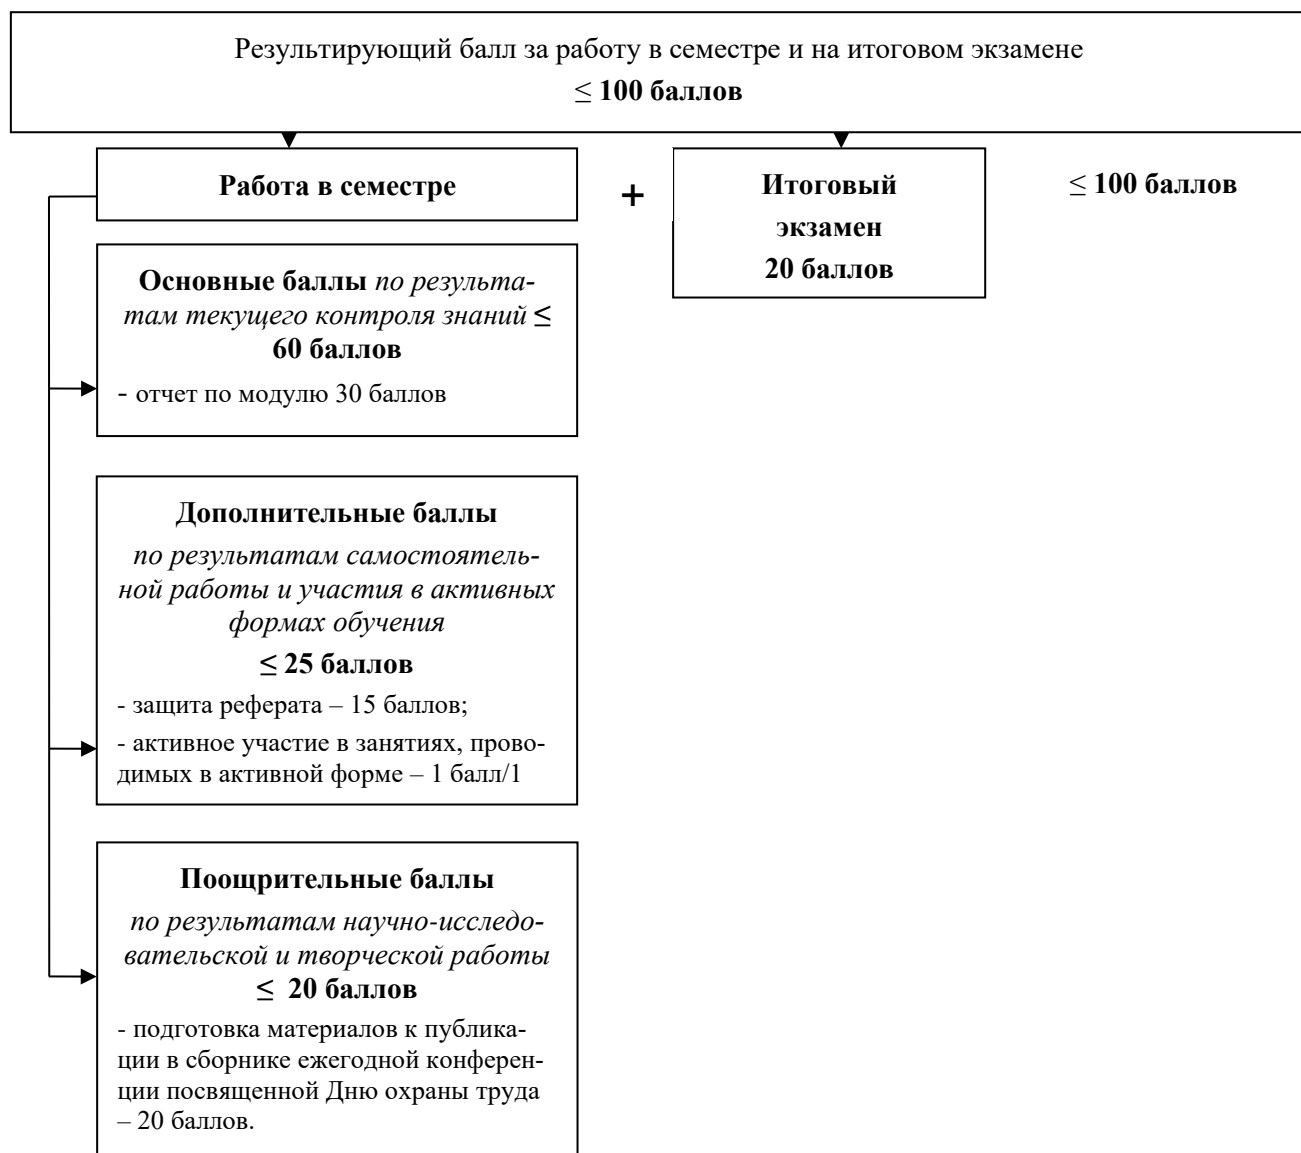 Результирующий балл за работу в семестре и на итоговом экзамене
≤ 100 баллов
Работа в семестре
+
Итоговый
экзамен
20 баллов
≤ 100 баллов
Основные баллы по результа-
там текущего контроля знаний ≤
60 баллов
- отчет по модулю 30 баллов
Дополнительные баллы
по результатам самостоятель-
ной работы и участия в активных
формах обучения
≤ 25 баллов
- защита реферата – 15 баллов;
- активное участие в занятиях, прово-
димых в активной форме – 1 балл/1
Поощрительные баллы
по результатам научно-исследо-
вательской и творческой работы
≤ 20 баллов
- подготовка материалов к публика-
ции в сборнике ежегодной конферен-
ции посвященной Дню охраны труда
– 20 баллов.